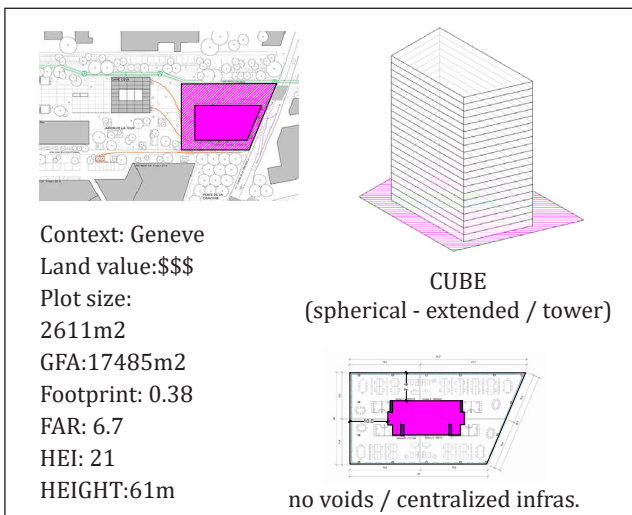 Context: Geneve
Land value:$$$
Plot size:
2611m2
GFA:17485m2
Footprint: 0.38
FAR: 6.7
HEI: 21
HEIGHT:61m
CUBE
(spherical - extended / tower)
no voids / centralized infras.